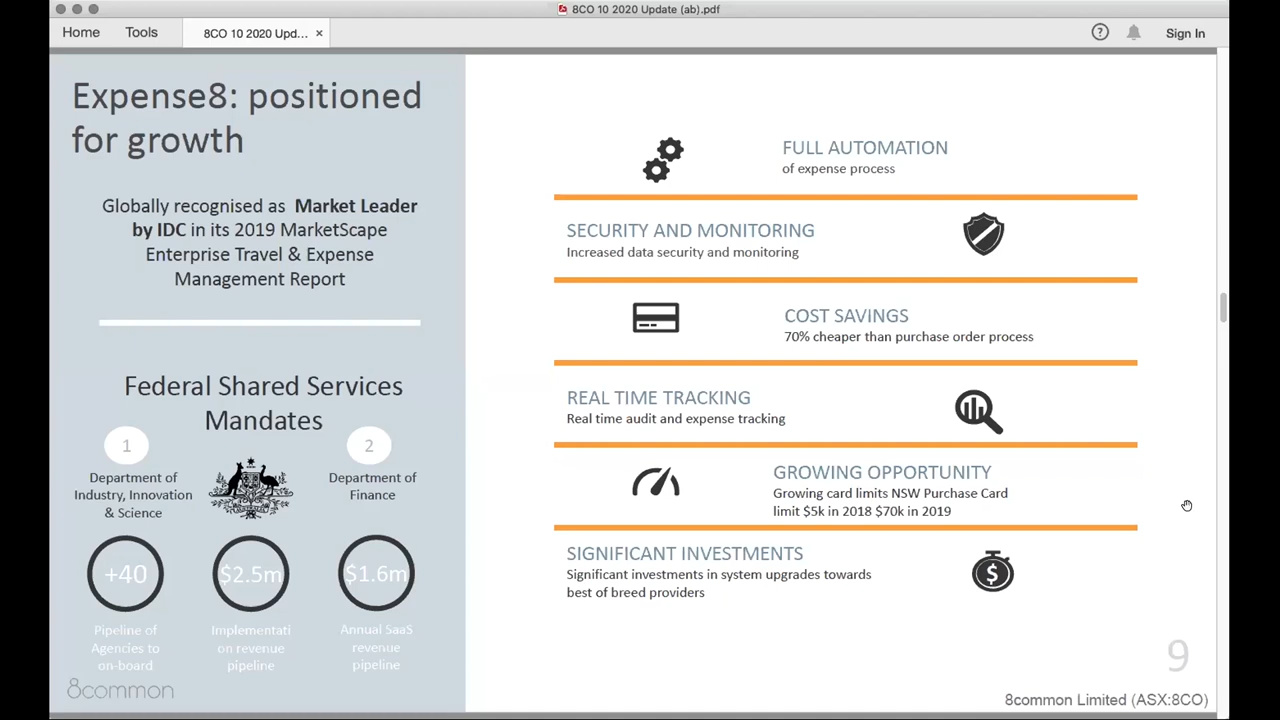 8CO 10 2020 Update (ab).pdf
Home
Tools
8CO 10 2020 Upd... ×
?
Sign In
Expense8: positioned
for growth
Globally recognised as Market Leader
by IDC in its 2019 MarketScape
Enterprise Travel & Expense
Management Report
Federal Shared Services
Mandates
1
Department of
Industry, Innovation
& Science
2
Department of
Finance
+40
Pipeline of
Agencies to
on-board
$2.5m
Implementati
on revenue
pipeline
$1.6m
Annual SaaS
revenue
pipeline
8common
FULL AUTOMATION
of expense process
SECURITY AND MONITORING
Increased data security and monitoring
COST SAVINGS
70% cheaper than purchase order process
REAL TIME TRACKING
Real time audit and expense tracking
GROWING OPPORTUNITY
Growing card limits NSW Purchase Card
limit $5k in 2018 $70k in 2019
SIGNIFICANT INVESTMENTS
Significant investments in system upgrades towards
best of breed providers
$
9
8common Limited (ASX:8CO)